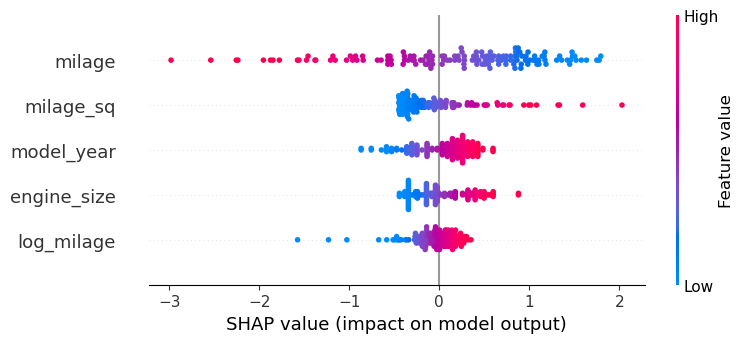 High
milage
milage_sq
model_year
engine_size
log_milage
Feature value
Low
−3 −2 −1 0 1 2
SHAP value (impact on model output)